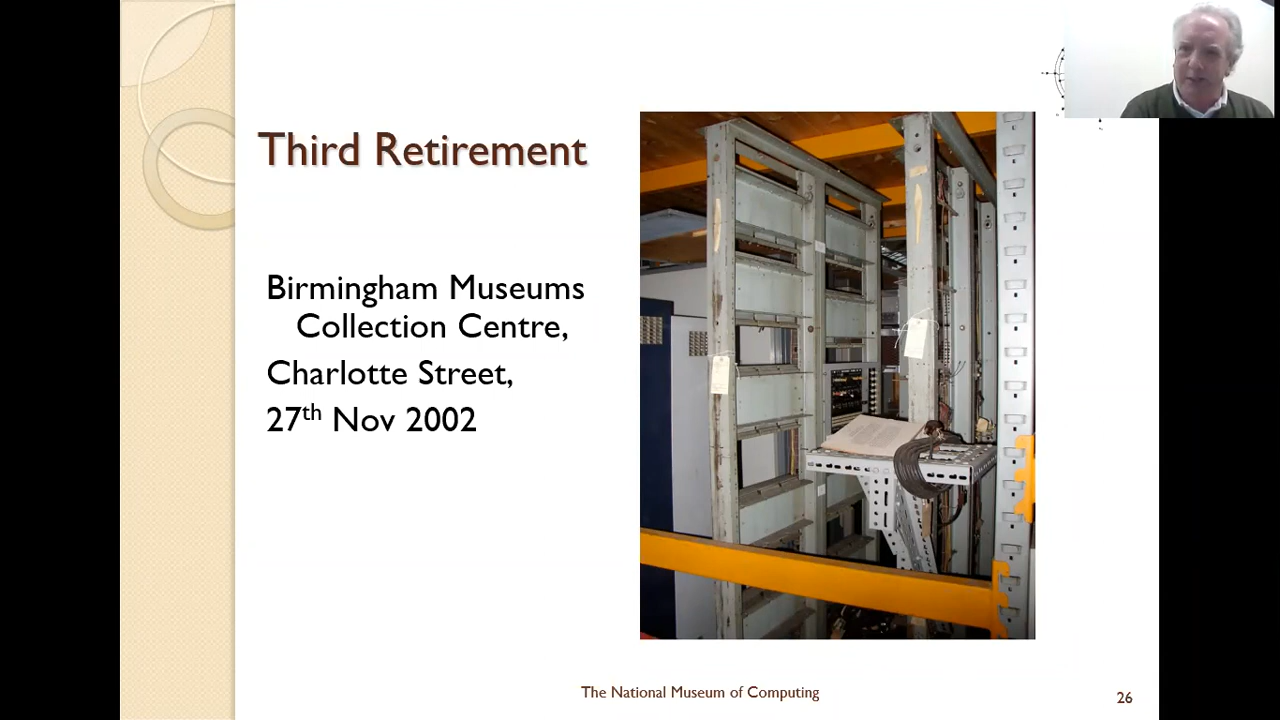 Third Retirement
Birmingham Museums
Collection Centre,
Charlotte Street,
27th Nov 2002
The National Museum of Computing
26